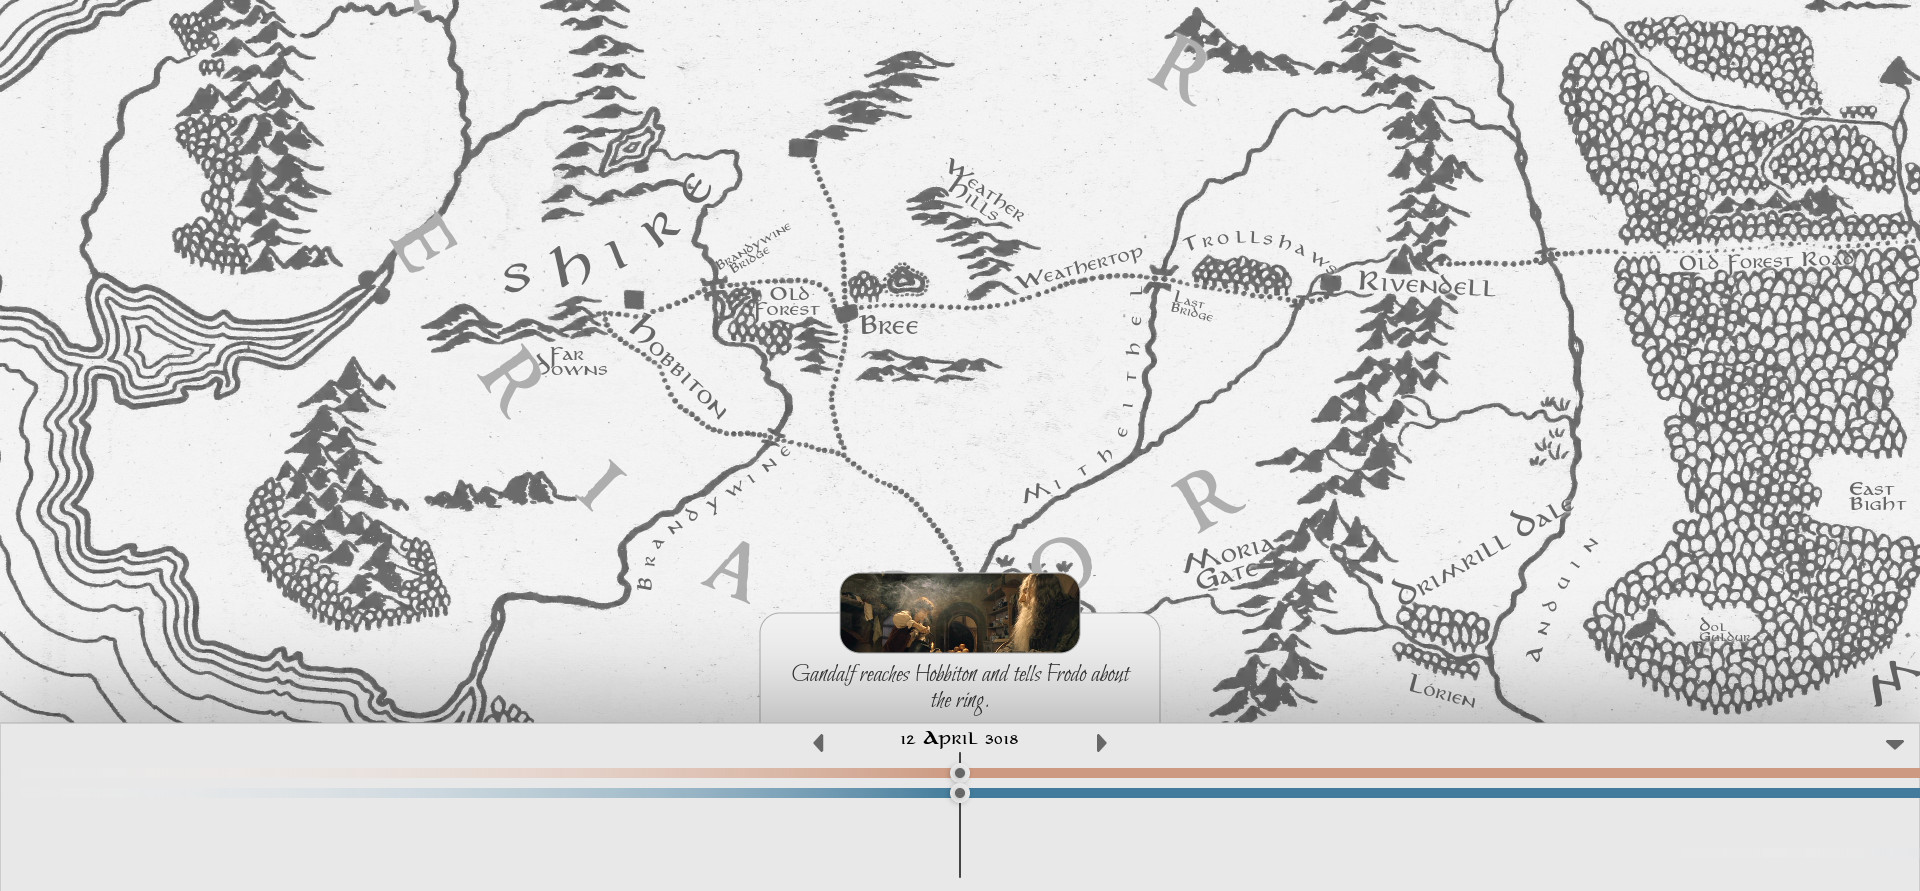 R
E
R
I
A
D
O
R
SHIRE
Brandywine
Bridge
Old
Forest
Bree
Hobbiton
Far
Downs
Weather
Hills
Weathertop
Trollshaws
Last
Bridge
Rivendell
Old Forest Road
Mitheithel
Brandywine
Moria
Gate
Dimrill Dale
Anduin
East
Bight
Dol
Guldur
Lórien
Gandalf reaches Hobbiton and tells Frodo about
the ring.
12 April 3018